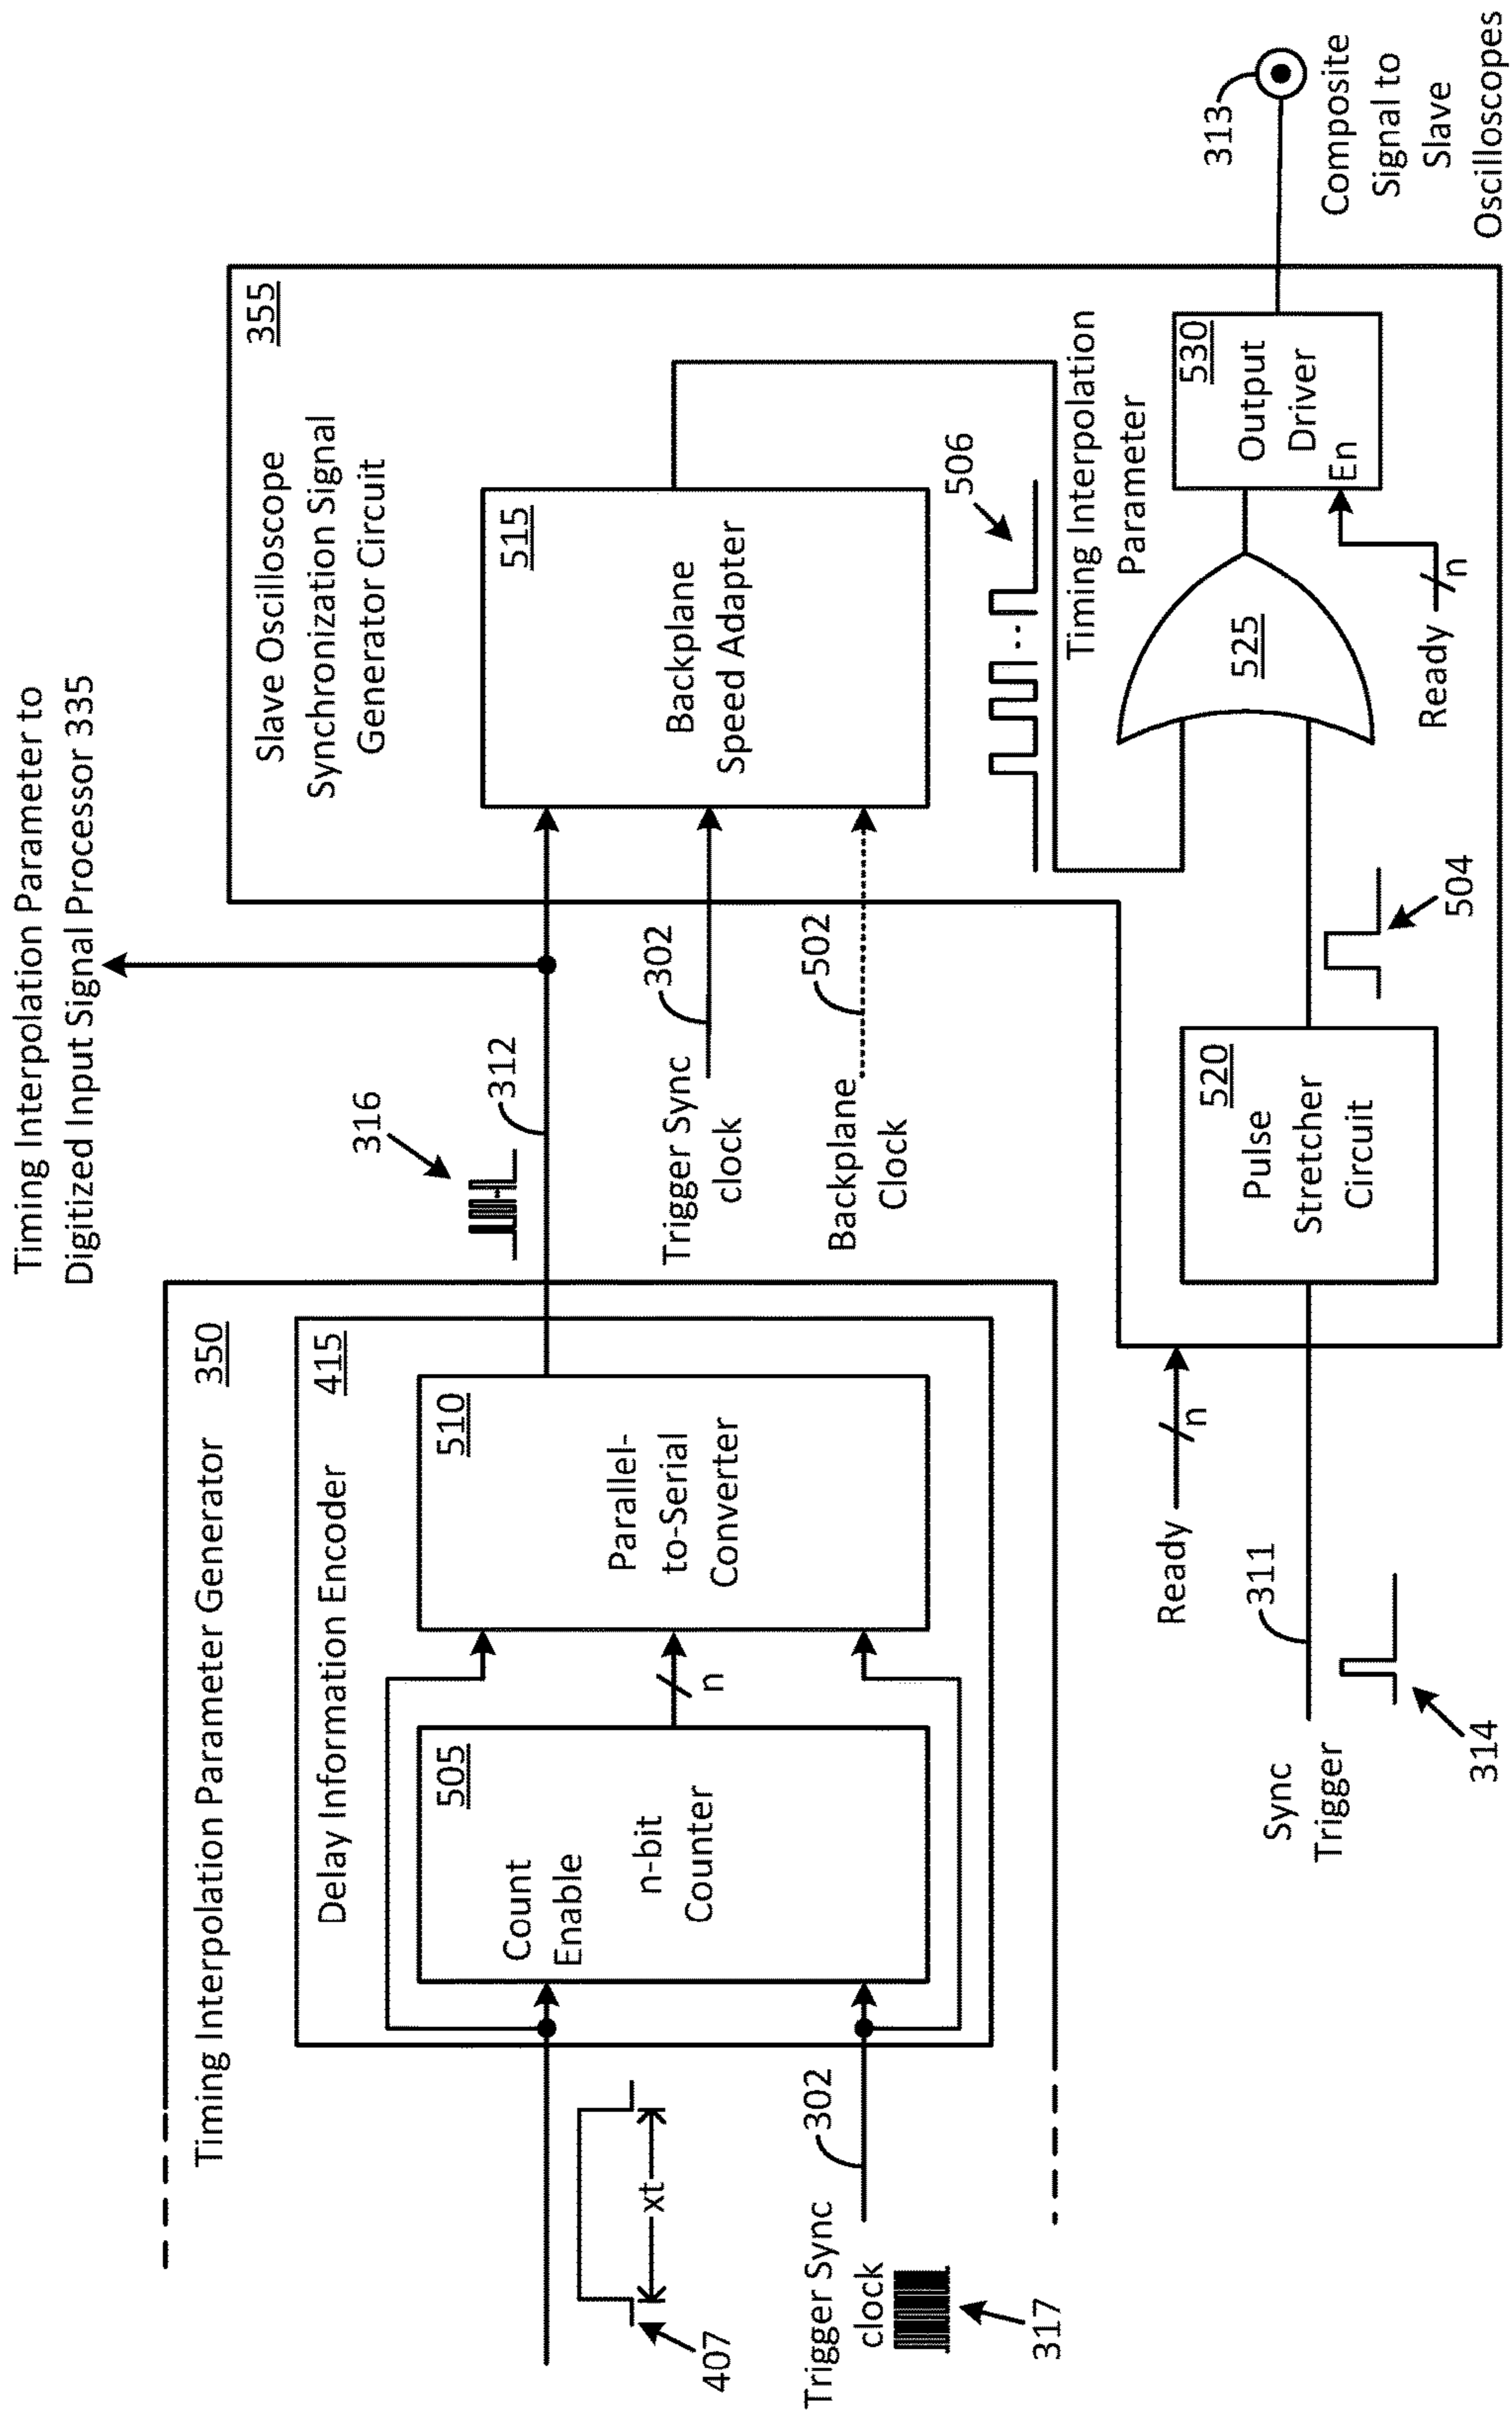 Timing Interpolation Parameter to
Digitized Input Signal Processor 335
Timing Interpolation Parameter Generator
350
Delay Information Encoder
415
505
Count
Enable
n-bit
Counter
n
510
Parallel-
to-Serial
Converter
407
xt
Trigger Sync
clock
302
317
316
312
Trigger Sync
clock
302
Backplane
Clock
502
355
Slave Oscilloscope
Synchronization Signal
Generator Circuit
515
Backplane
Speed Adapter
506
Timing Interpolation
Parameter
Ready
n
Sync
Trigger
311
314
520
Pulse
Stretcher
Circuit
504
525
Ready
n
530
Output
Driver
En
313
Composite
Signal to
Slave
Oscilloscopes